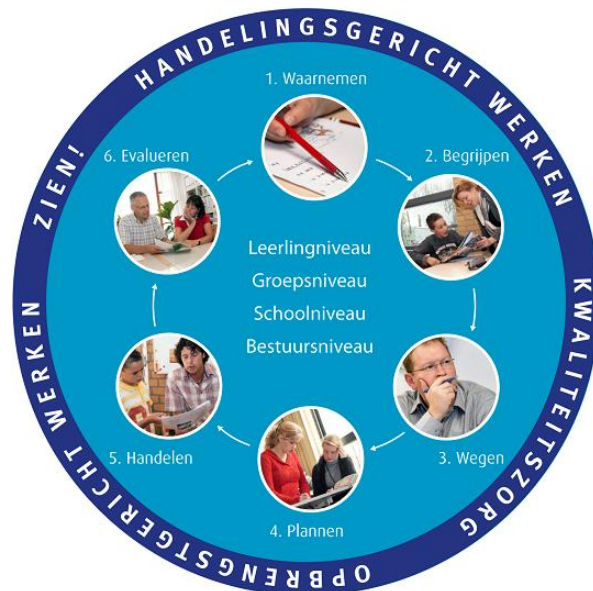 HANDELINGSGERICHT WERKEN
KWALITEITSZORG
OPBRENGSTGERICHT WERKEN
ZIEN!
1. Waarnemen
2. Begrijpen
3. Wegen
4. Plannen
5. Handelen
6. Evalueren
Leerlingniveau
Groepsniveau
Schoolniveau
Bestuursniveau